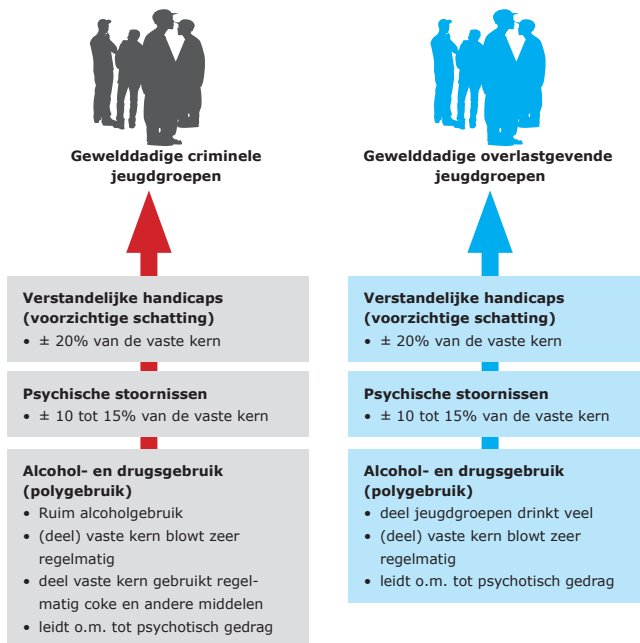 Gewelddadige criminele
jeugdgroepen
Verstandelijke handicaps
(voorzichtige schatting)
• ± 20% van de vaste kern
Psychische stoornissen
• ± 10 tot 15% van de vaste kern
Alcohol- en drugsgebruik
(polygebruik)
• Ruim alcoholgebruik
• (deel) vaste kern blowt zeer
regelmatig
• deel vaste kern gebruikt regel-
matig coke en andere middelen
• leidt o.m. tot psychotisch gedrag
Gewelddadige overlastgevende
jeugdgroepen
Verstandelijke handicaps
(voorzichtige schatting)
• ± 20% van de vaste kern
Psychische stoornissen
• ± 10 tot 15% van de vaste kern
Alcohol- en drugsgebruik
(polygebruik)
• deel jeugdgroepen drinkt veel
• (deel) vaste kern blowt zeer
regelmatig
• leidt o.m. tot psychotisch gedrag